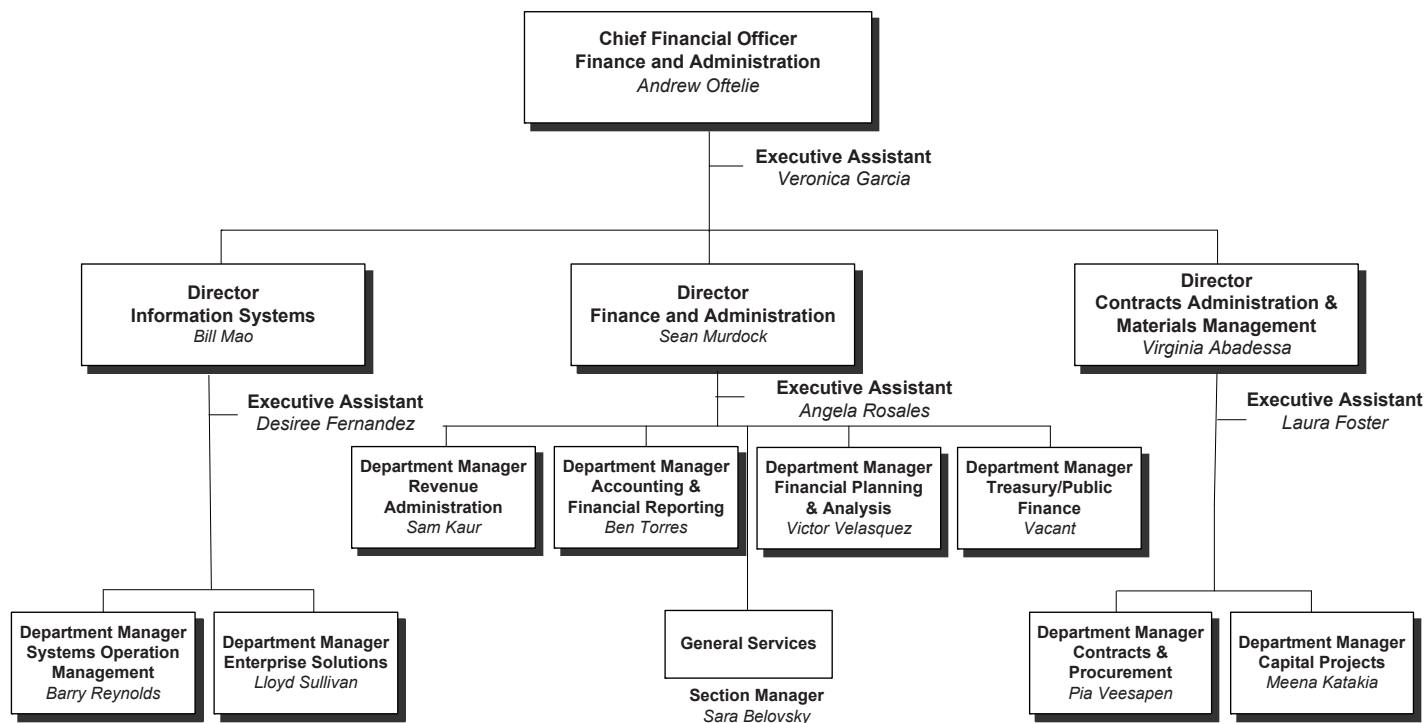 Chief Financial Officer
Finance and Administration
Andrew Oftelie
Executive Assistant
Veronica Garcia
Director
Information Systems
Bill Mao
Director
Finance and Administration
Sean Murdock
Director
Contracts Administration &
Materials Management
Virginia Abadessa
Executive Assistant
Desiree Fernandez
Executive Assistant
Angela Rosales
Executive Assistant
Laura Foster
Department Manager
Revenue
Administration
Sam Kaur
Department Manager
Accounting &
Financial Reporting
Ben Torres
Department Manager
Financial Planning
& Analysis
Victor Velasquez
Department Manager
Treasury/Public
Finance
Vacant
Department Manager
Systems Operation
Management
Barry Reynolds
Department Manager
Enterprise Solutions
Lloyd Sullivan
General Services
Section Manager
Sara Belovsky
Department Manager
Contracts &
Procurement
Pia Veesapen
Department Manager
Capital Projects
Meena Katakia